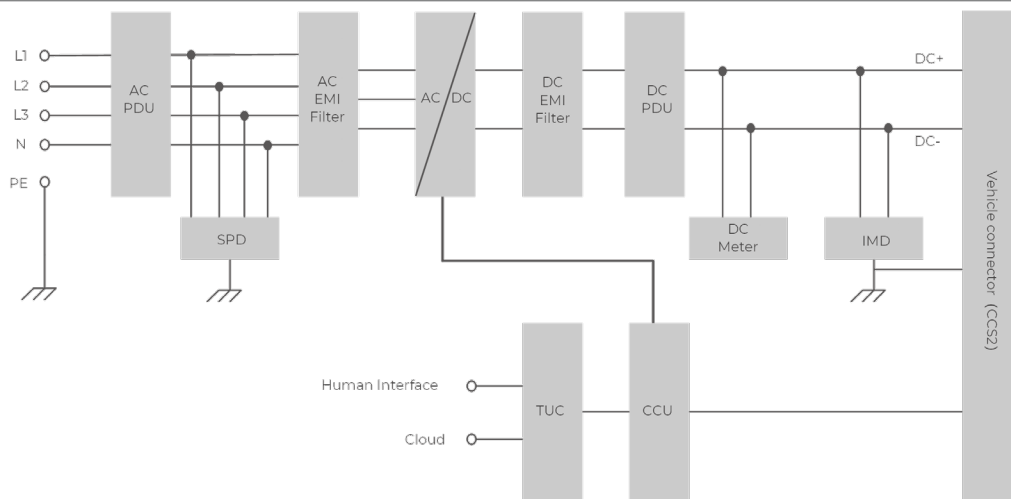 L1
L2
L3
N
PE
AC
PDU
SPD
AC
EMI
Filter
AC
DC
DC
EMI
Filter
DC
PDU
DC
Meter
IMD
DC+
DC-
Vehicle connector (CCS2)
Human Interface
Cloud
TUC
CCU